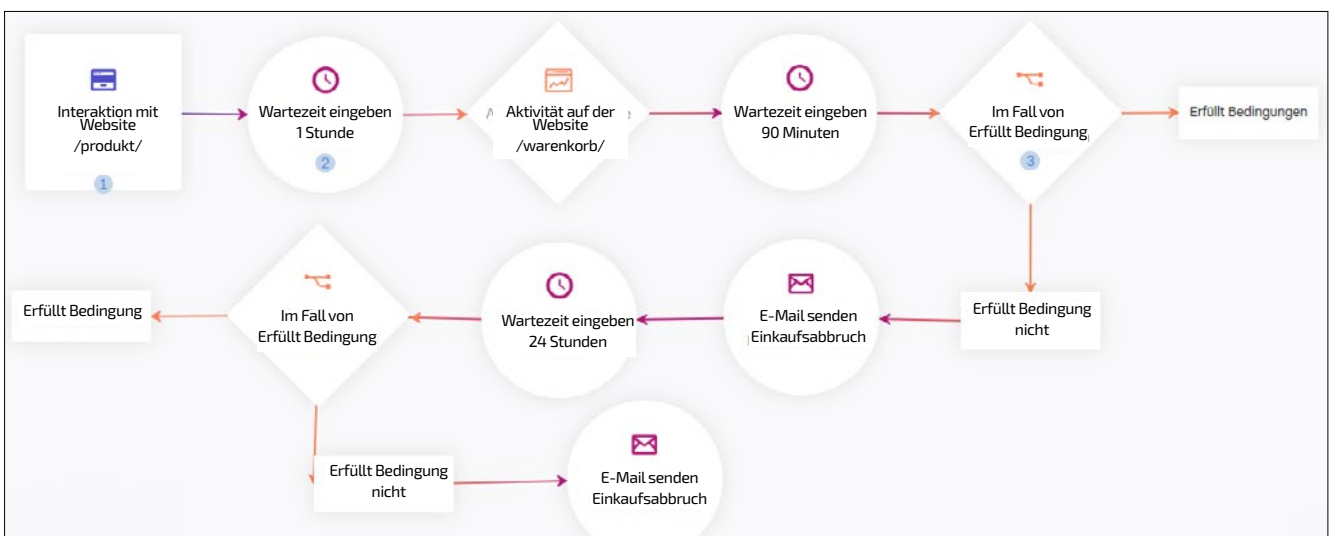 Interaktion mit
Website
/produkt/
1
Wartezeit eingeben
1 Stunde
2
Aktivität auf der
Website
/warenkorb/
Wartezeit eingeben
90 Minuten
Im Fall von
Erfüllt Bedingung
3
Erfüllt Bedingungen
Erfüllt Bedingung
Im Fall von
Erfüllt Bedingung
Wartezeit eingeben
24 Stunden
E-Mail senden
Einkaufsabbruch
Erfüllt Bedingung
nicht
Erfüllt Bedingung
nicht
E-Mail senden
Einkaufsabbruch